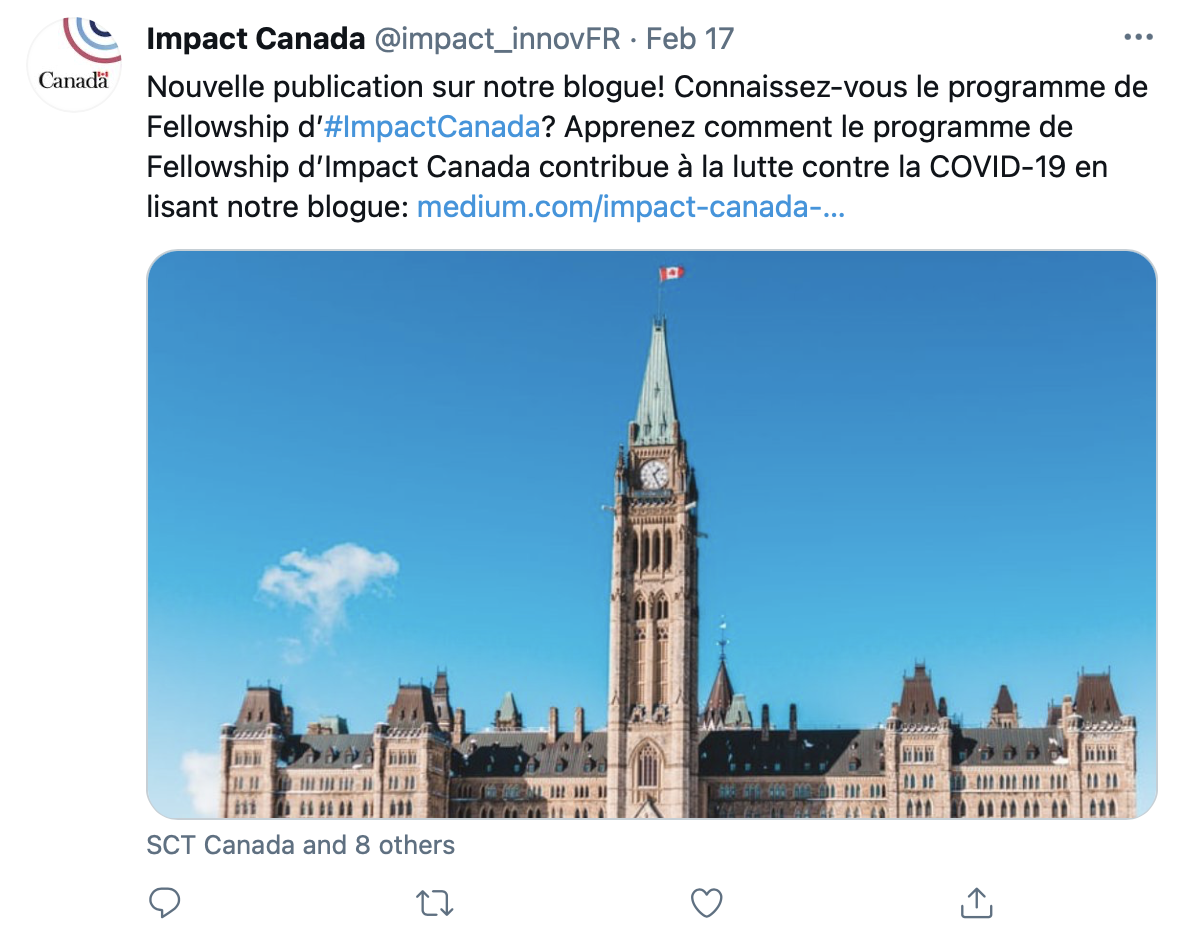 Canada
Impact Canada @impact_innovFR · Feb 17
Nouvelle publication sur notre blogue! Connaissez-vous le programme de
Fellowship d’#ImpactCanada? Apprenez comment le programme de
Fellowship d’Impact Canada contribue à la lutte contre la COVID-19 en
lisant notre blogue: medium.com/impact-canada-...
SCT Canada and 8 others